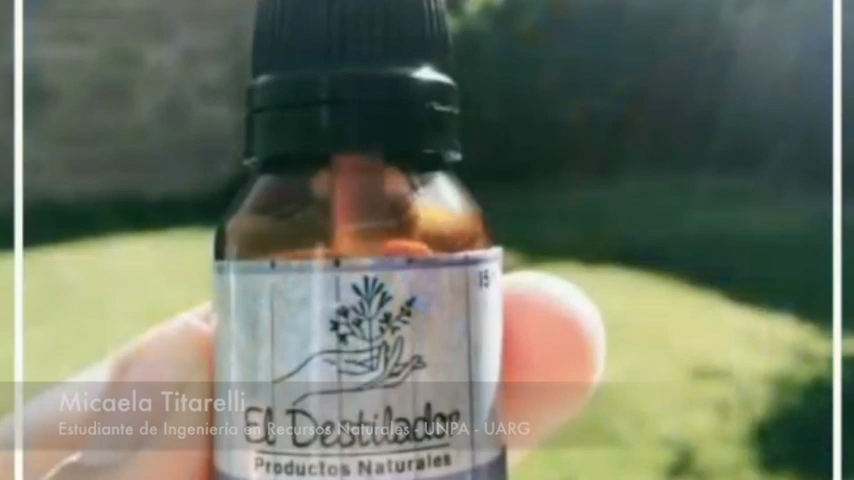 15
Micaela Titarelli
El Destilador
Estudiante de Ingeniería en Recursos Naturales - UNPA - UARG
Productos Naturales